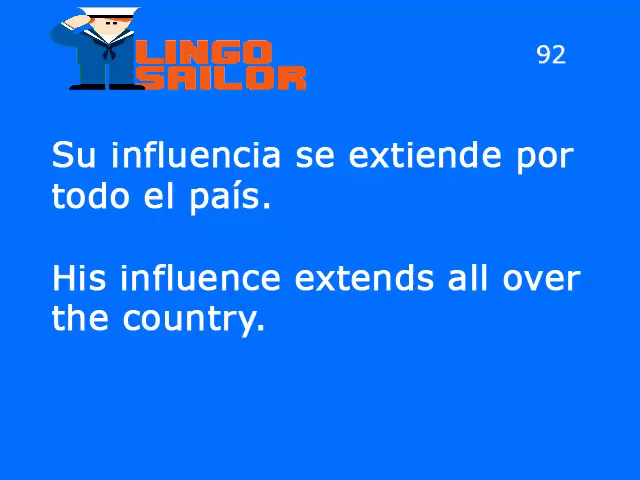 LINGO
SAILOR
92
Su influencia se extiende por
todo el país.
His influence extends all over
the country.